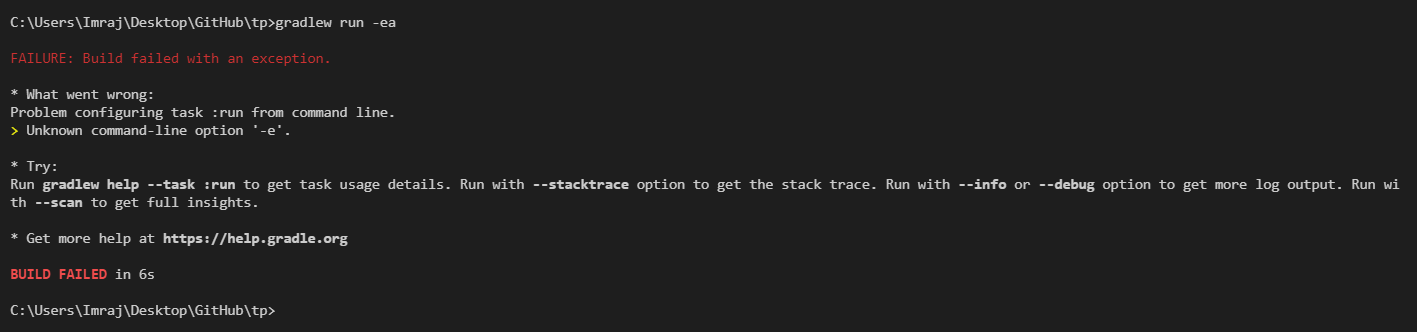 C:\Users\Imraj\Desktop\GitHub\tp>gradlew run -ea
FAILURE: Build failed with an exception.
* What went wrong:
Problem configuring task :run from command line.
> Unknown command-line option '-e'.
* Try:
Run gradlew help --task :run to get task usage details. Run with --stacktrace option to get the stack trace. Run with --info or --debug option to get more log output. Run wi
th --scan to get full insights.
* Get more help at https://help.gradle.org
BUILD FAILED in 6s
C:\Users\Imraj\Desktop\GitHub\tp>